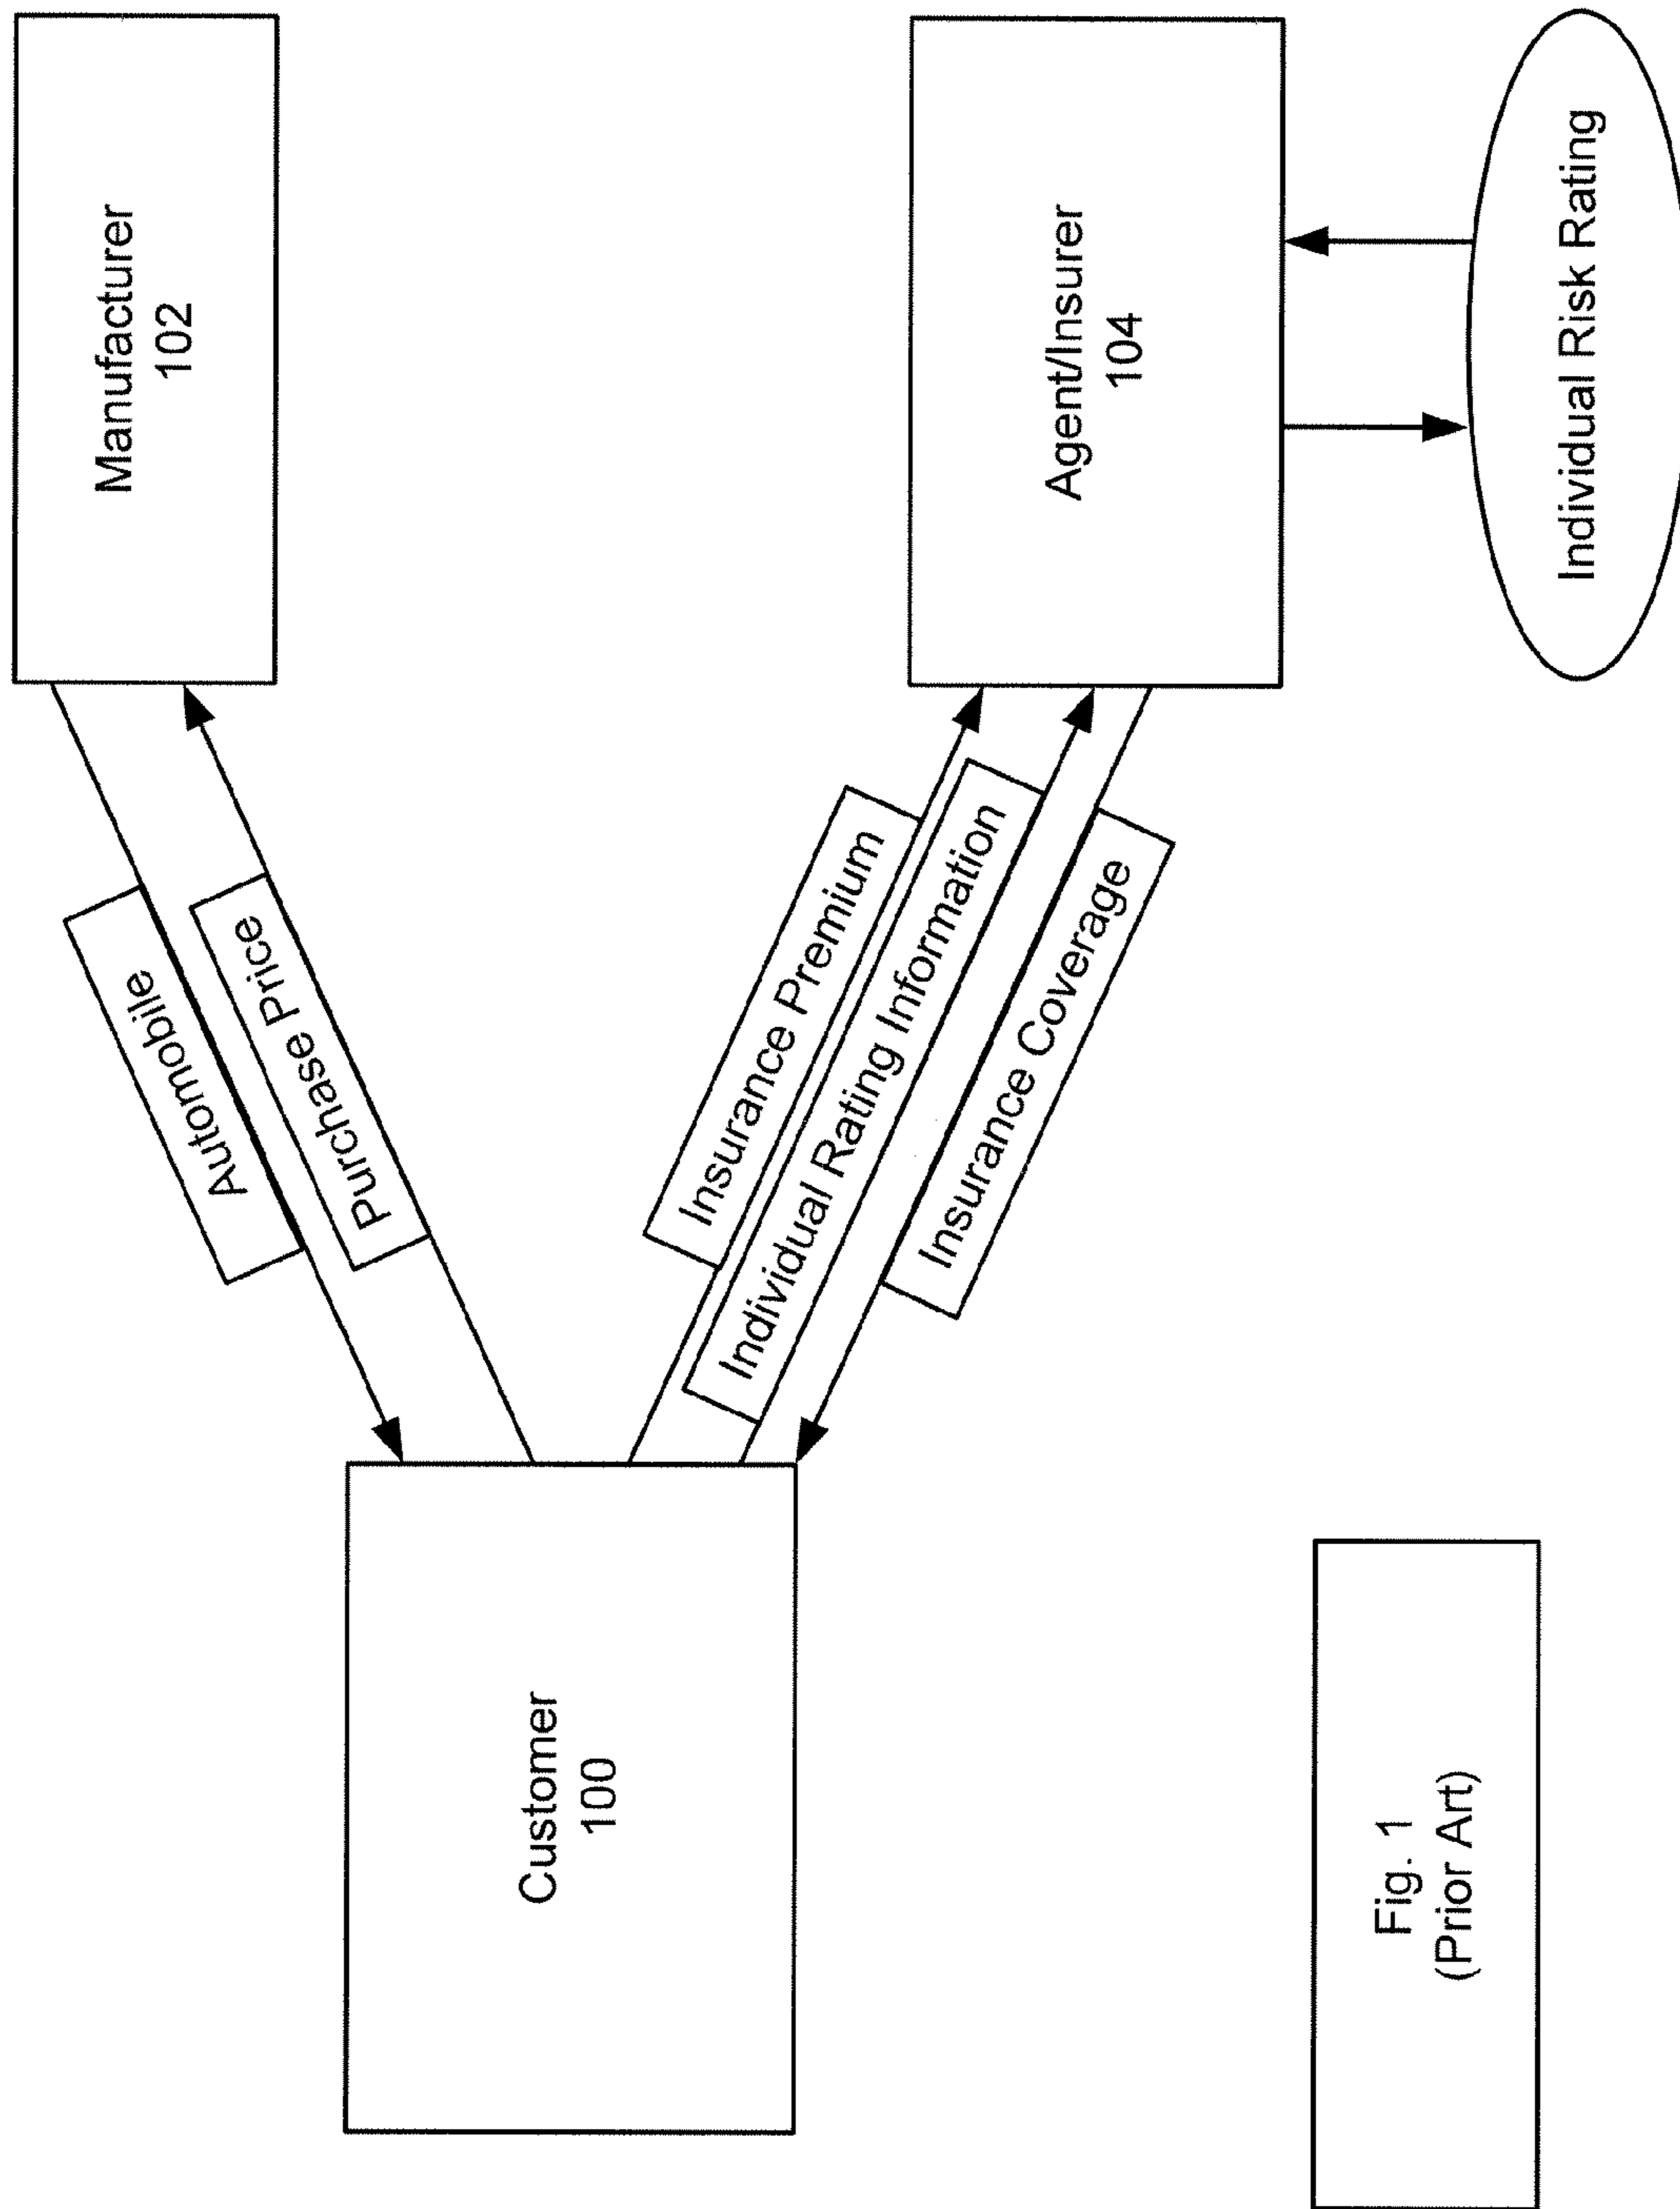 Manufacturer
102
Automobile
Purchase Price
Customer
100
Insurance Premium
Individual Rating Information
Insurance Coverage
Agent/Insurer
104
Individual Risk Rating
Fig. 1
(Prior Art)